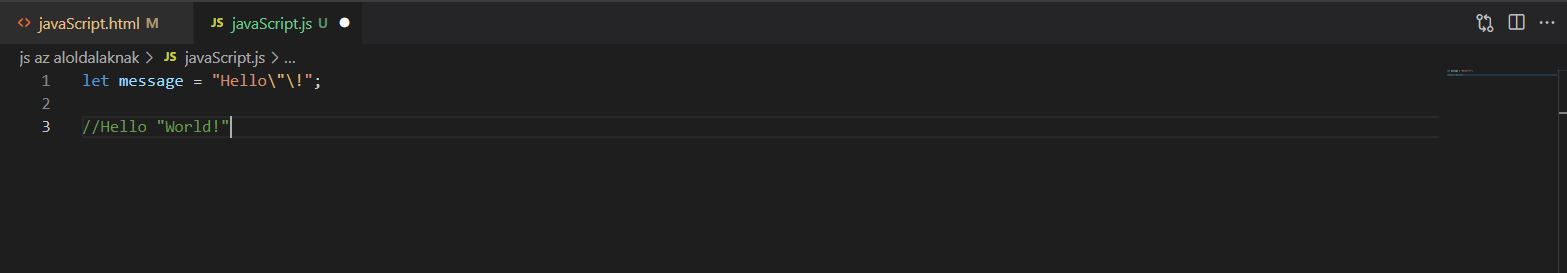 <> javaScript.html M JS javaScript.js U
js az aloldalaknak > JS javaScript.js > ...
1 let message = "Hello\"\!";
2
3 //Hello "World!"